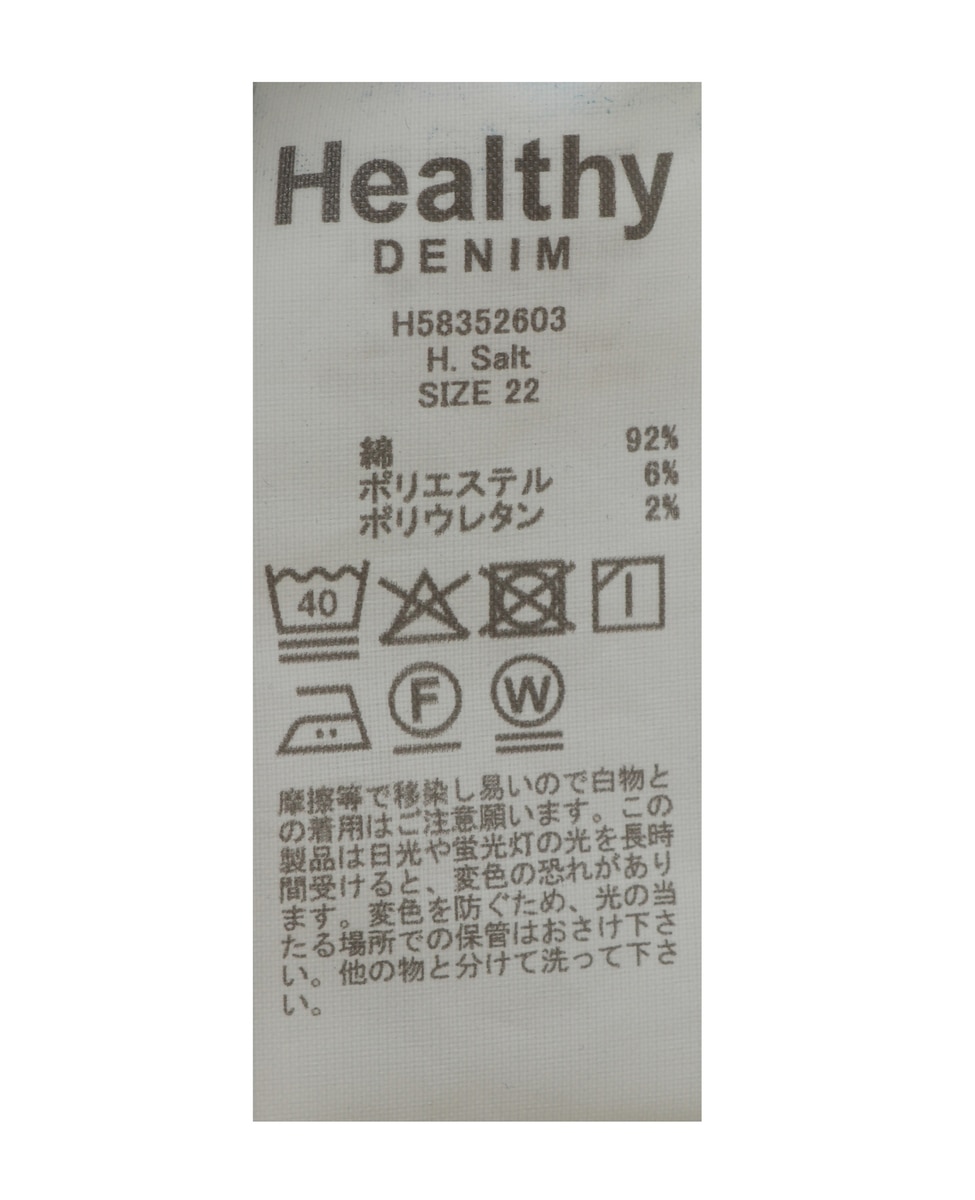 Healthy
DENIM
H58352603
H. Salt
SIZE 22
綿 92%
ポリエステル 6%
ポリウレタン 2%
40
F W
摩擦等で移染し易いので白物と
の着用はご注意願います。この
製品は日光や蛍光灯の光を長時
間受けると、変色の恐れがあり
ます。変色を防ぐため、光の当
たる場所での保管はおさけ下さ
い。他の物と分けて洗って下さ
い。